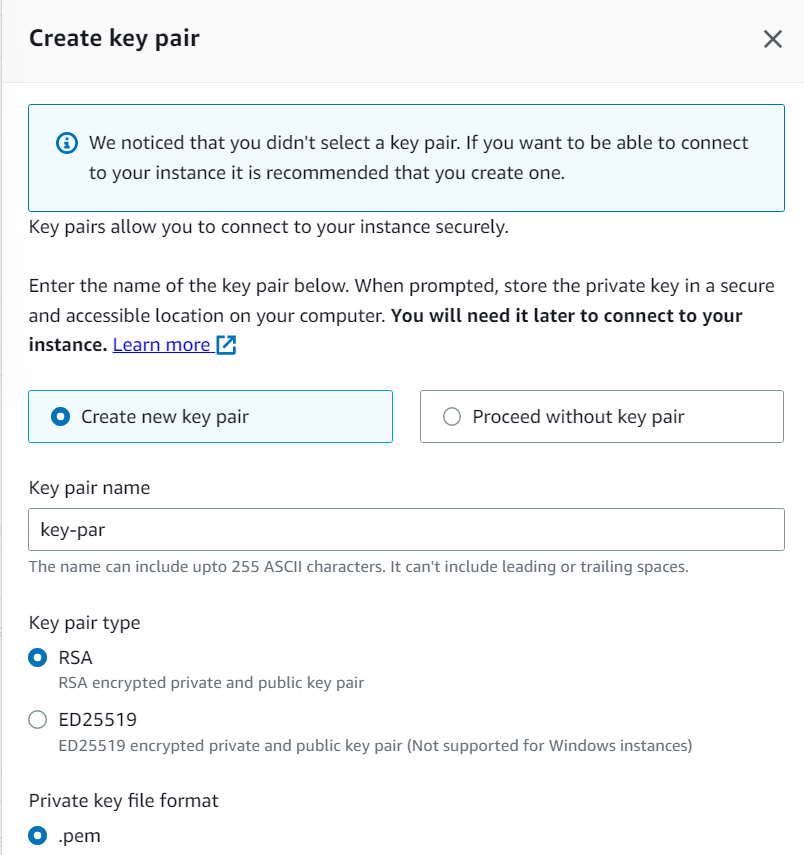 Create key pair
We noticed that you didn't select a key pair. If you want to be able to connect
to your instance it is recommended that you create one.
Key pairs allow you to connect to your instance securely.
Enter the name of the key pair below. When prompted, store the private key in a secure
and accessible location on your computer. You will need it later to connect to your
instance. Learn more
Create new key pair
Proceed without key pair
Key pair name
key-par
The name can include upto 255 ASCII characters. It can't include leading or trailing spaces.
Key pair type
RSA
RSA encrypted private and public key pair
ED25519
ED25519 encrypted private and public key pair (Not supported for Windows instances)
Private key file format
.pem